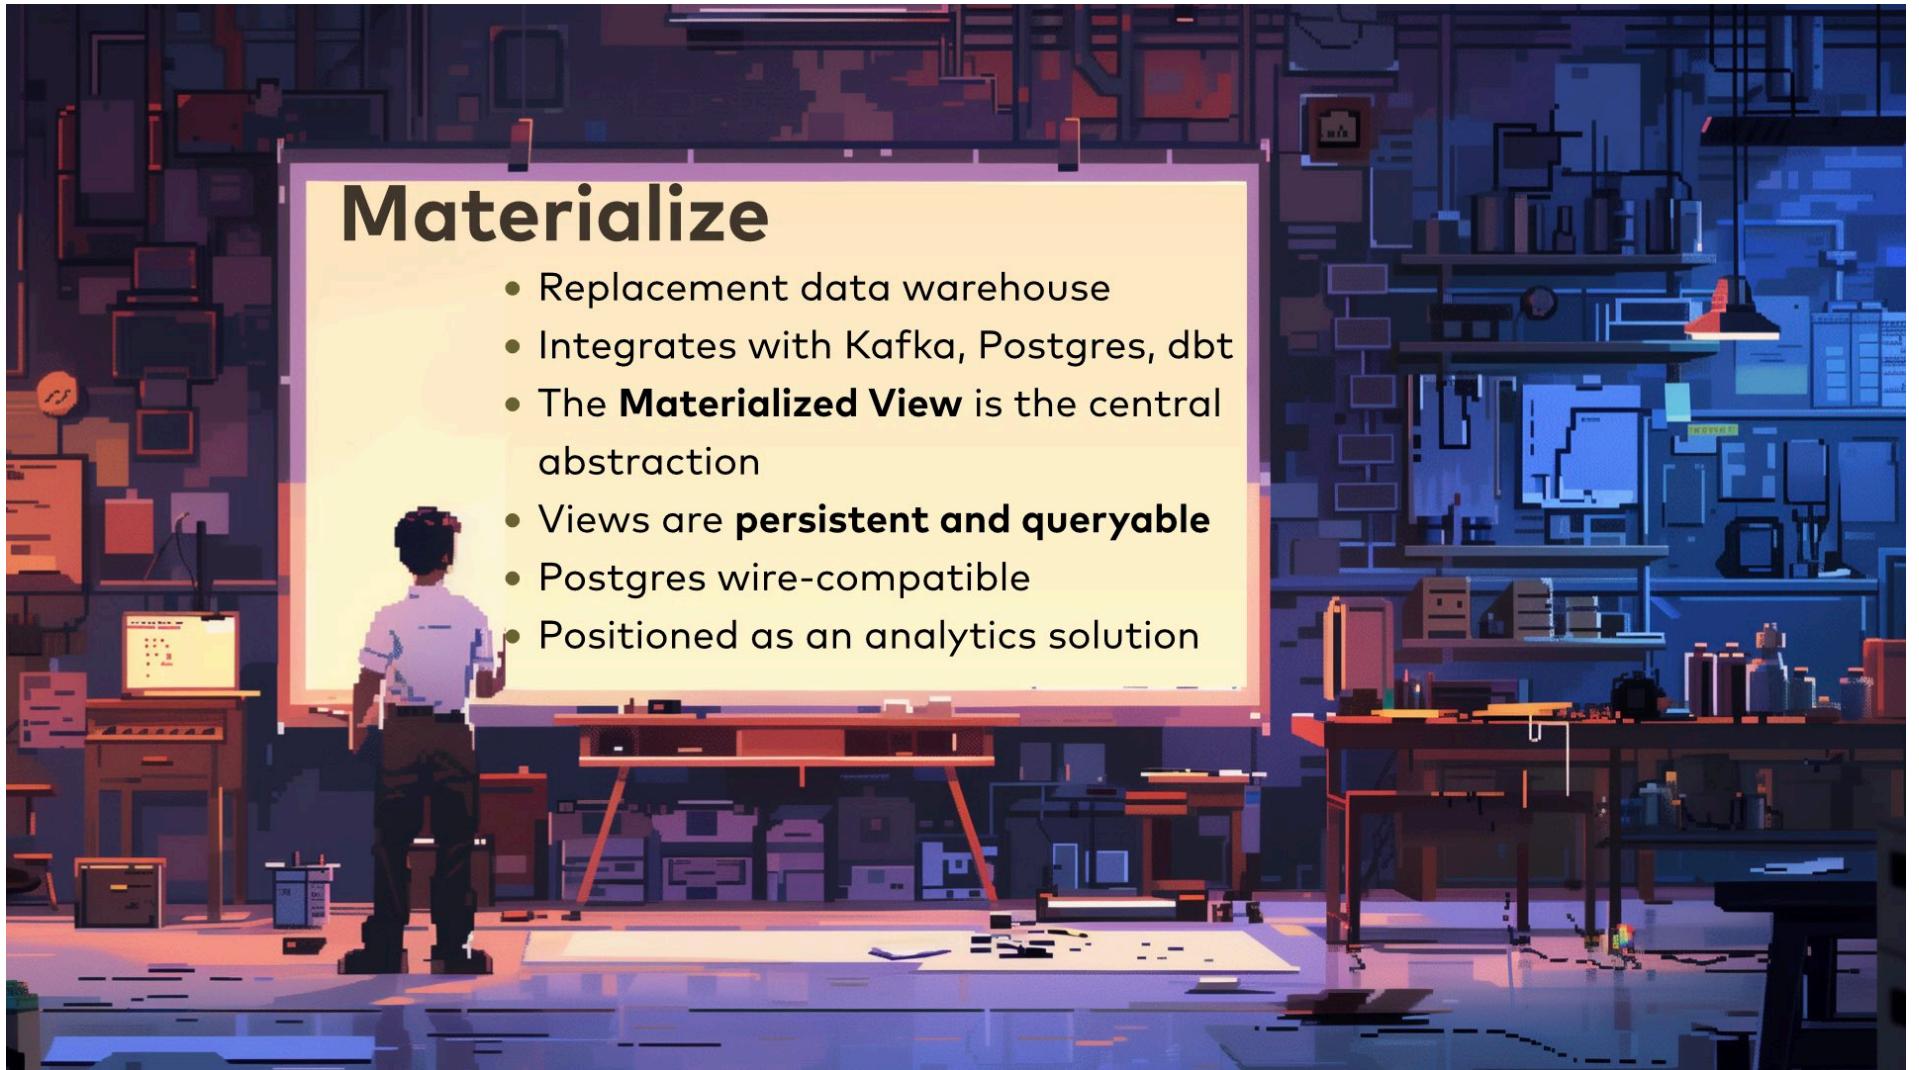 Materialize
• Replacement data warehouse
• Integrates with Kafka, Postgres, dbt
• The Materialized View is the central
abstraction
• Views are persistent and queryable
• Postgres wire-compatible
• Positioned as an analytics solution